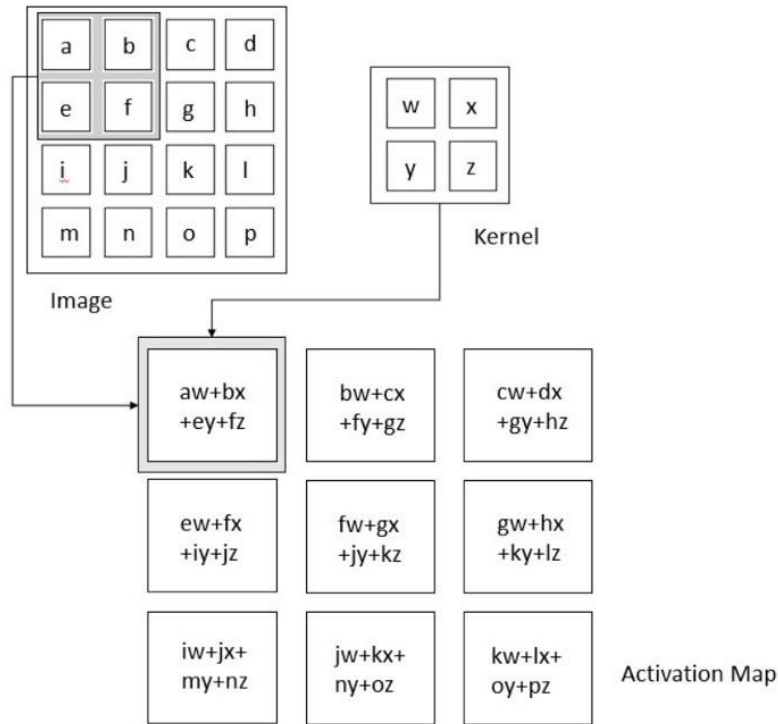 a b c d
e f g h
i j k l
m n o p
Image
w x
y z
Kernel
aw+bx
+ey+fz
bw+cx
+fy+gz
cw+dx
+gy+hz
ew+fx
+iy+jz
fw+gx
+jy+kz
gw+hx
+ky+lz
iw+jx+
my+nz
jw+kx+
ny+oz
kw+lx+
oy+pz
Activation Map